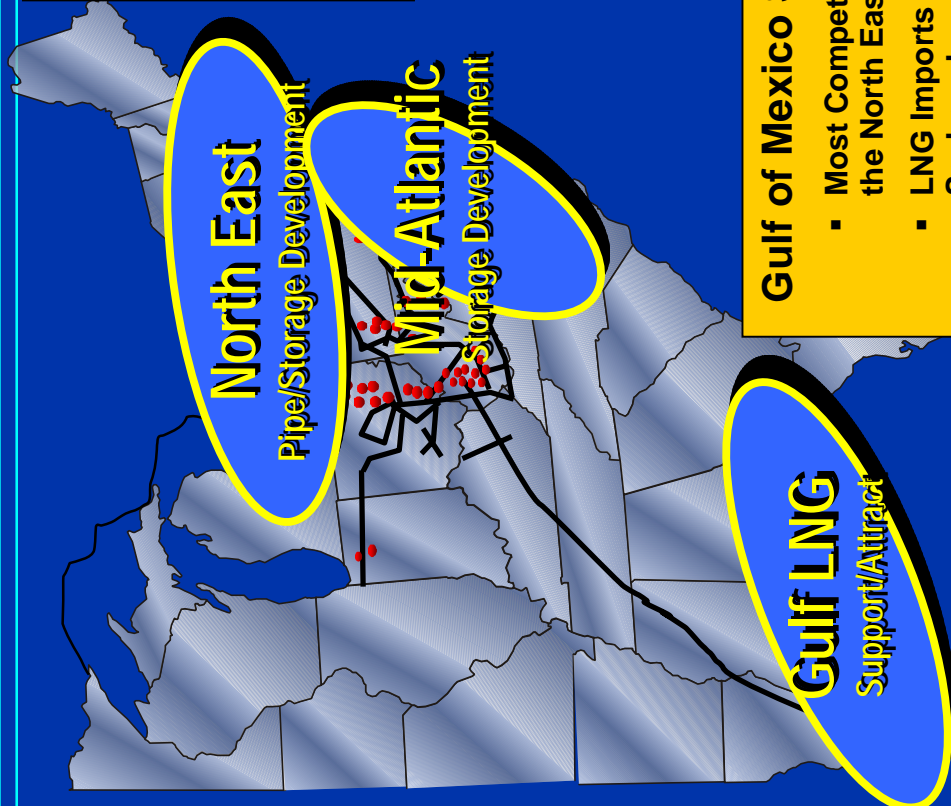 North East
Pipe/Storage Development
Mid-Atlantic
Storage Development
Gulf LNG
Support/Attract
Gulf of Mexico
▪ Most Compet
the North Eas
▪ LNG Imports